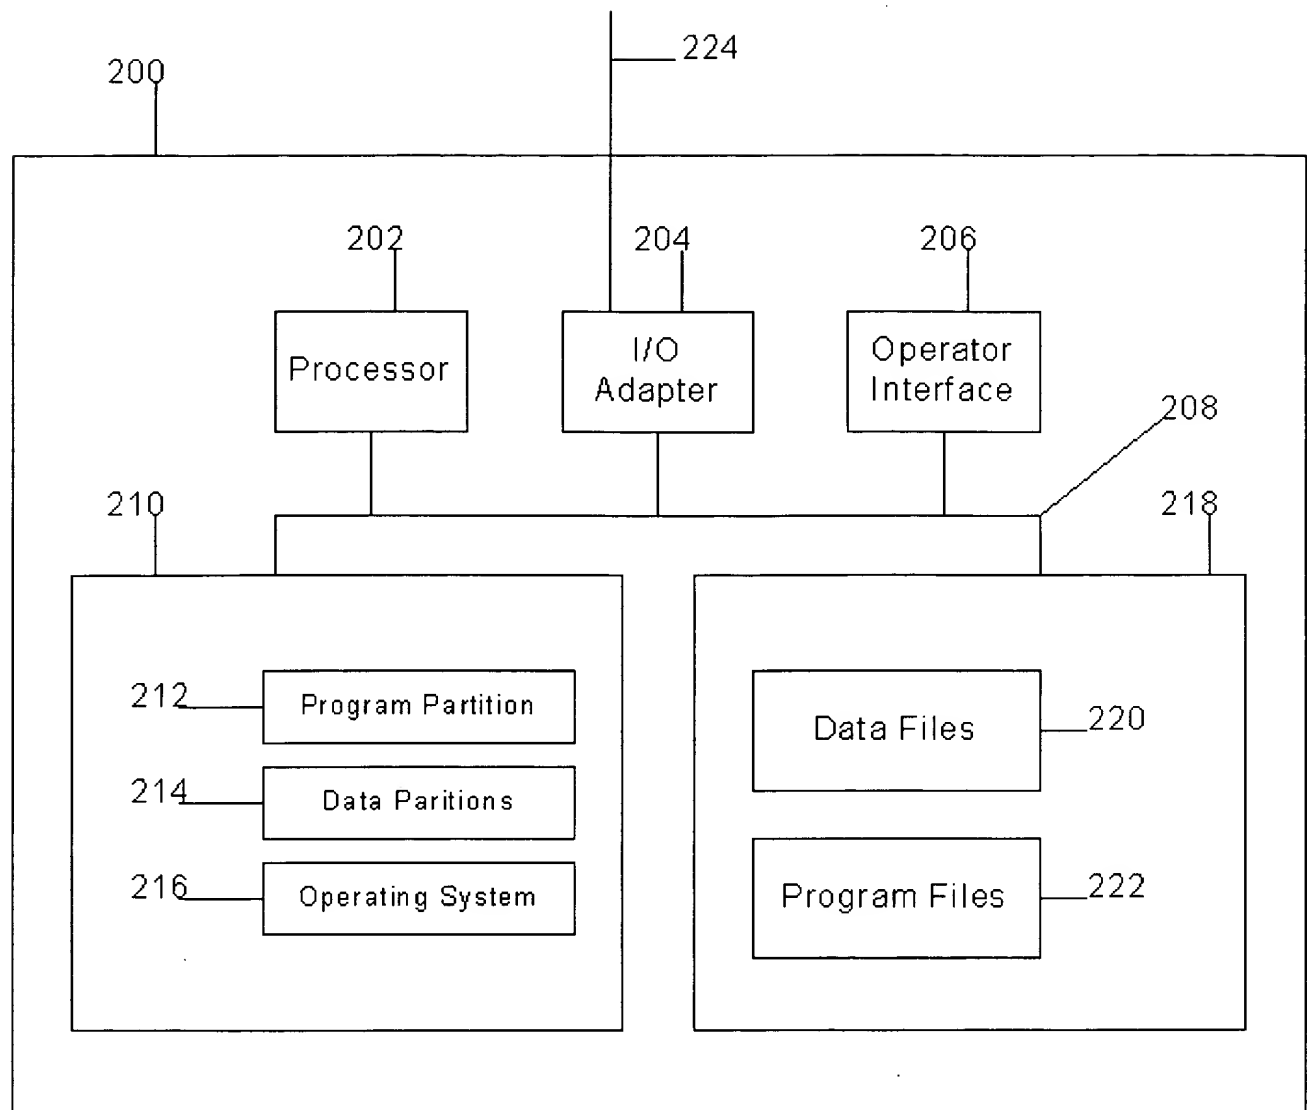 224
200
202
204
206
Processor
I/O
Adapter
Operator
Interface
208
210
218
212
Program Partition
214
Data Paritions
216
Operating System
Data Files
220
Program Files
222